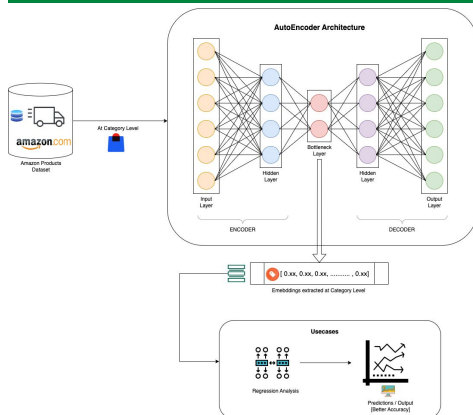 AutoEncoder Architecture
amazon.com
Amazon Products
Dataset
At Category Level
Input
Layer
Hidden
Layer
Bottleneck
Layer
Hidden
Layer
Output
Layer
ENCODER
DECODER
[ 0.xx, 0.xx, 0.xx, ........... , 0.xx]
Emebddings extracted at Category Level
Usecases
Regression Analysis
Predictions / Output
[Better Accuracy]